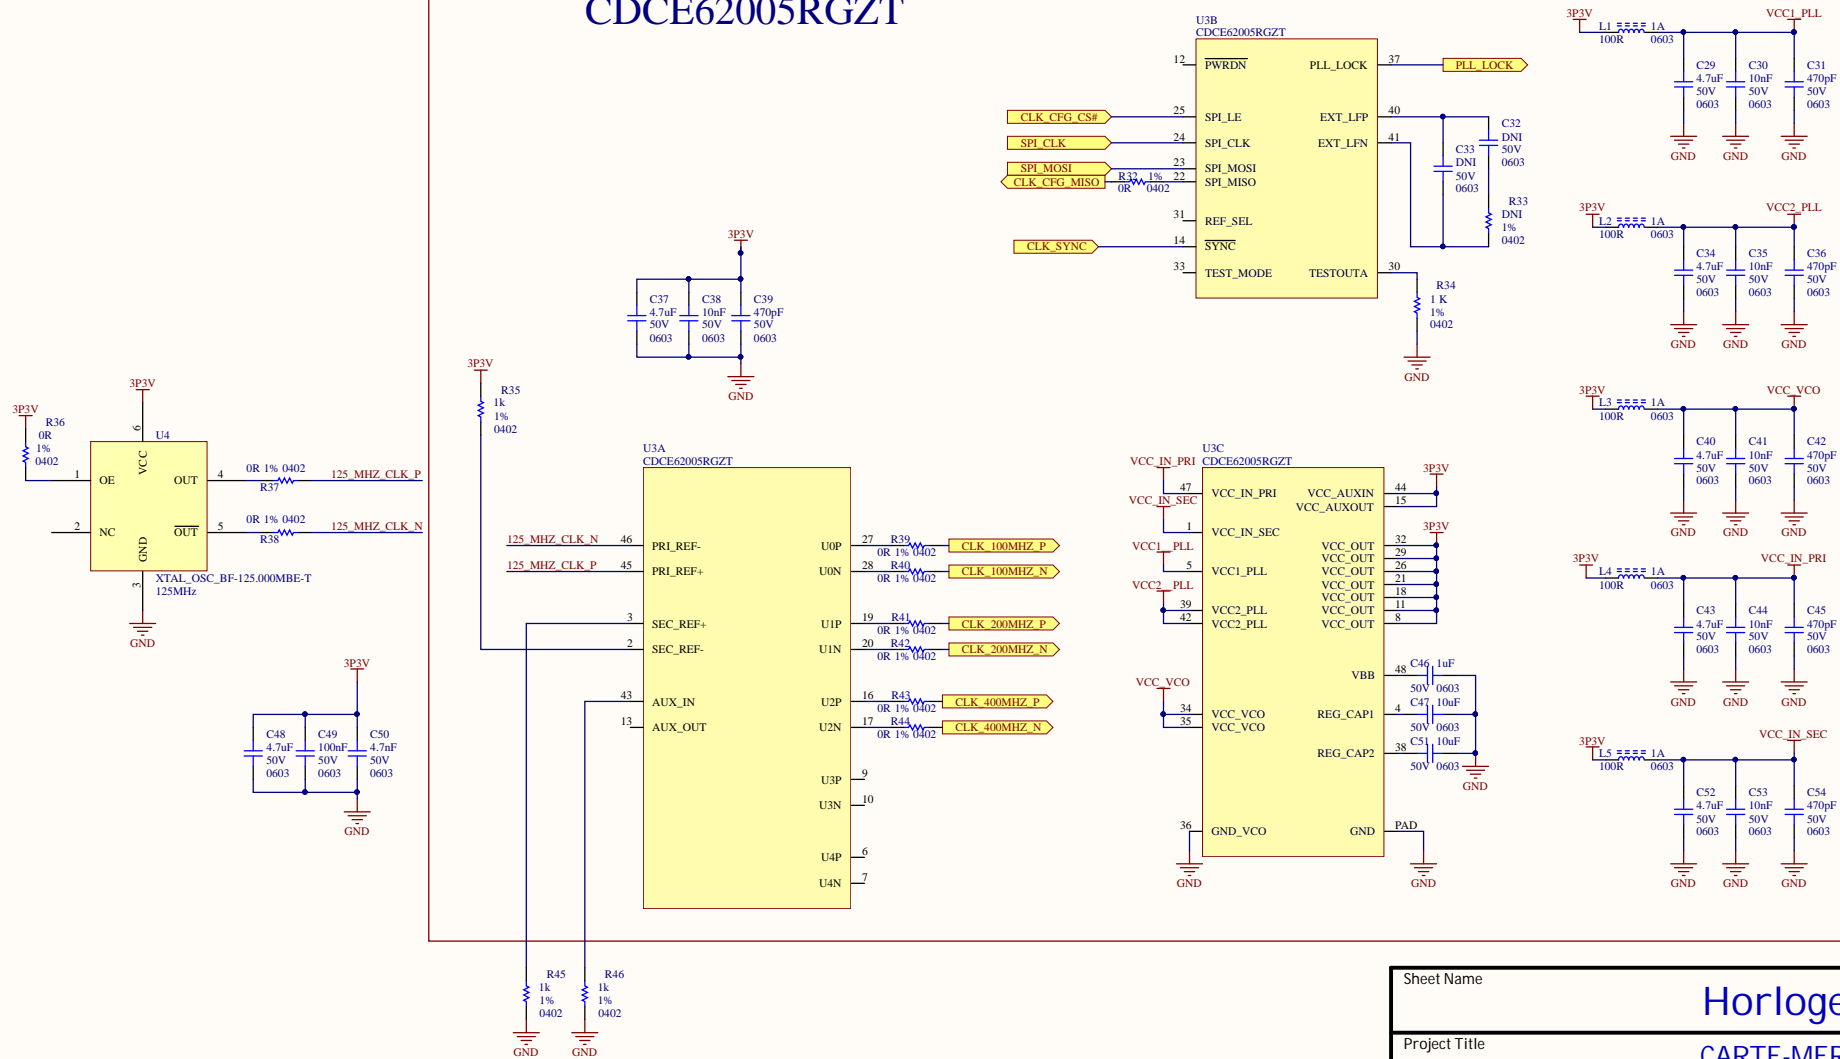 CDCE62005RGZT
U3B
CDCE62005RGZT
12
PWRDN
PLL_LOCK
37
PLL_LOCK
CLK_CFG_CS#
25
SPI_LE
EXT_LFP
40
SPI_CLK
24
SPI_CLK
EXT_LFN
41
SPI_MOSI
23
SPI_MOSI
CLK_CFG_MISO
R32 1%
0R 0402
22
SPI_MISO
31
REF_SEL
CLK_SYNC
14
SYNC
33
TEST_MODE
TESTOUTA
30
C33
DNI
50V
0603
C32
DNI
50V
0603
R33
DNI
1%
0402
R34
1 K
1%
0402
GND
3P3V
L1 1A
100R 0603
VCC1_PLL
C29
4.7uF
50V
0603
C30
10nF
50V
0603
C31
470pF
50V
0603
GND
GND
GND
3P3V
L2 1A
100R 0603
VCC2_PLL
C34
4.7uF
50V
0603
C35
10nF
50V
0603
C36
470pF
50V
0603
GND
GND
GND
3P3V
L3 1A
100R 0603
VCC_VCO
C40
4.7uF
50V
0603
C41
10nF
50V
0603
C42
470pF
50V
0603
GND
GND
GND
3P3V
L4 1A
100R 0603
VCC_IN_PRI
C43
4.7uF
50V
0603
C44
10nF
50V
0603
C45
470pF
50V
0603
GND
GND
GND
3P3V
L5 1A
100R 0603
VCC_IN_SEC
C52
4.7uF
50V
0603
C53
10nF
50V
0603
C54
470pF
50V
0603
GND
GND
GND
3P3V
C37
4.7uF
50V
0603
C38
10nF
50V
0603
C39
470pF
50V
0603
GND
3P3V
R35
1k
1%
0402
3P3V
R36
0R
1%
0402
3P3V
6
VCC
U4
1
OE
OUT
4
0R 1% 0402
R37
125_MHZ_CLK_P
2
NC
OUT
5
0R 1% 0402
R38
125_MHZ_CLK_N
GND
3
XTAL_OSC_BF-125.000MBE-T
125MHz
GND
3P3V
C48
4.7uF
50V
0603
C49
100nF
50V
0603
C50
4.7nF
50V
0603
GND
U3A
CDCE62005RGZT
125_MHZ_CLK_N
46
PRI_REF-
125_MHZ_CLK_P
45
PRI_REF+
3
SEC_REF+
2
SEC_REF-
43
AUX_IN
13
AUX_OUT
U0P
27
R39
0R 1% 0402
CLK_100MHZ_P
U0N
28
R40
0R 1% 0402
CLK_100MHZ_N
U1P
19
R41
0R 1% 0402
CLK_200MHZ_P
U1N
20
R42
0R 1% 0402
CLK_200MHZ_N
U2P
16
R43
0R 1% 0402
CLK_400MHZ_P
U2N
17
R44
0R 1% 0402
CLK_400MHZ_N
U3P
9
U3N
10
U4P
6
U4N
7
R45
1k
1%
0402
GND
R46
1k
1%
0402
GND
U3C
CDCE62005RGZT
VCC_IN_PRI
47
VCC_IN_PRI
VCC_IN_SEC
1
VCC_IN_SEC
VCC1_PLL
5
VCC1_PLL
VCC2_PLL
39
VCC2_PLL
42
VCC2_PLL
VCC_VCO
34
VCC_VCO
35
VCC_VCO
36
GND_VCO
GND
3P3V
VCC_AUXIN
44
VCC_AUXOUT
15
3P3V
VCC_OUT
32
VCC_OUT
29
VCC_OUT
26
VCC_OUT
21
VCC_OUT
18
VCC_OUT
11
VCC_OUT
8
VBB
48
C46 1uF
50V 0603
REG_CAP1
4
C47 10uF
50V 0603
REG_CAP2
38
C51 10uF
50V 0603
GND
GND
PAD
GND
Sheet Name
Horloge
Project Title
CARTE-MER